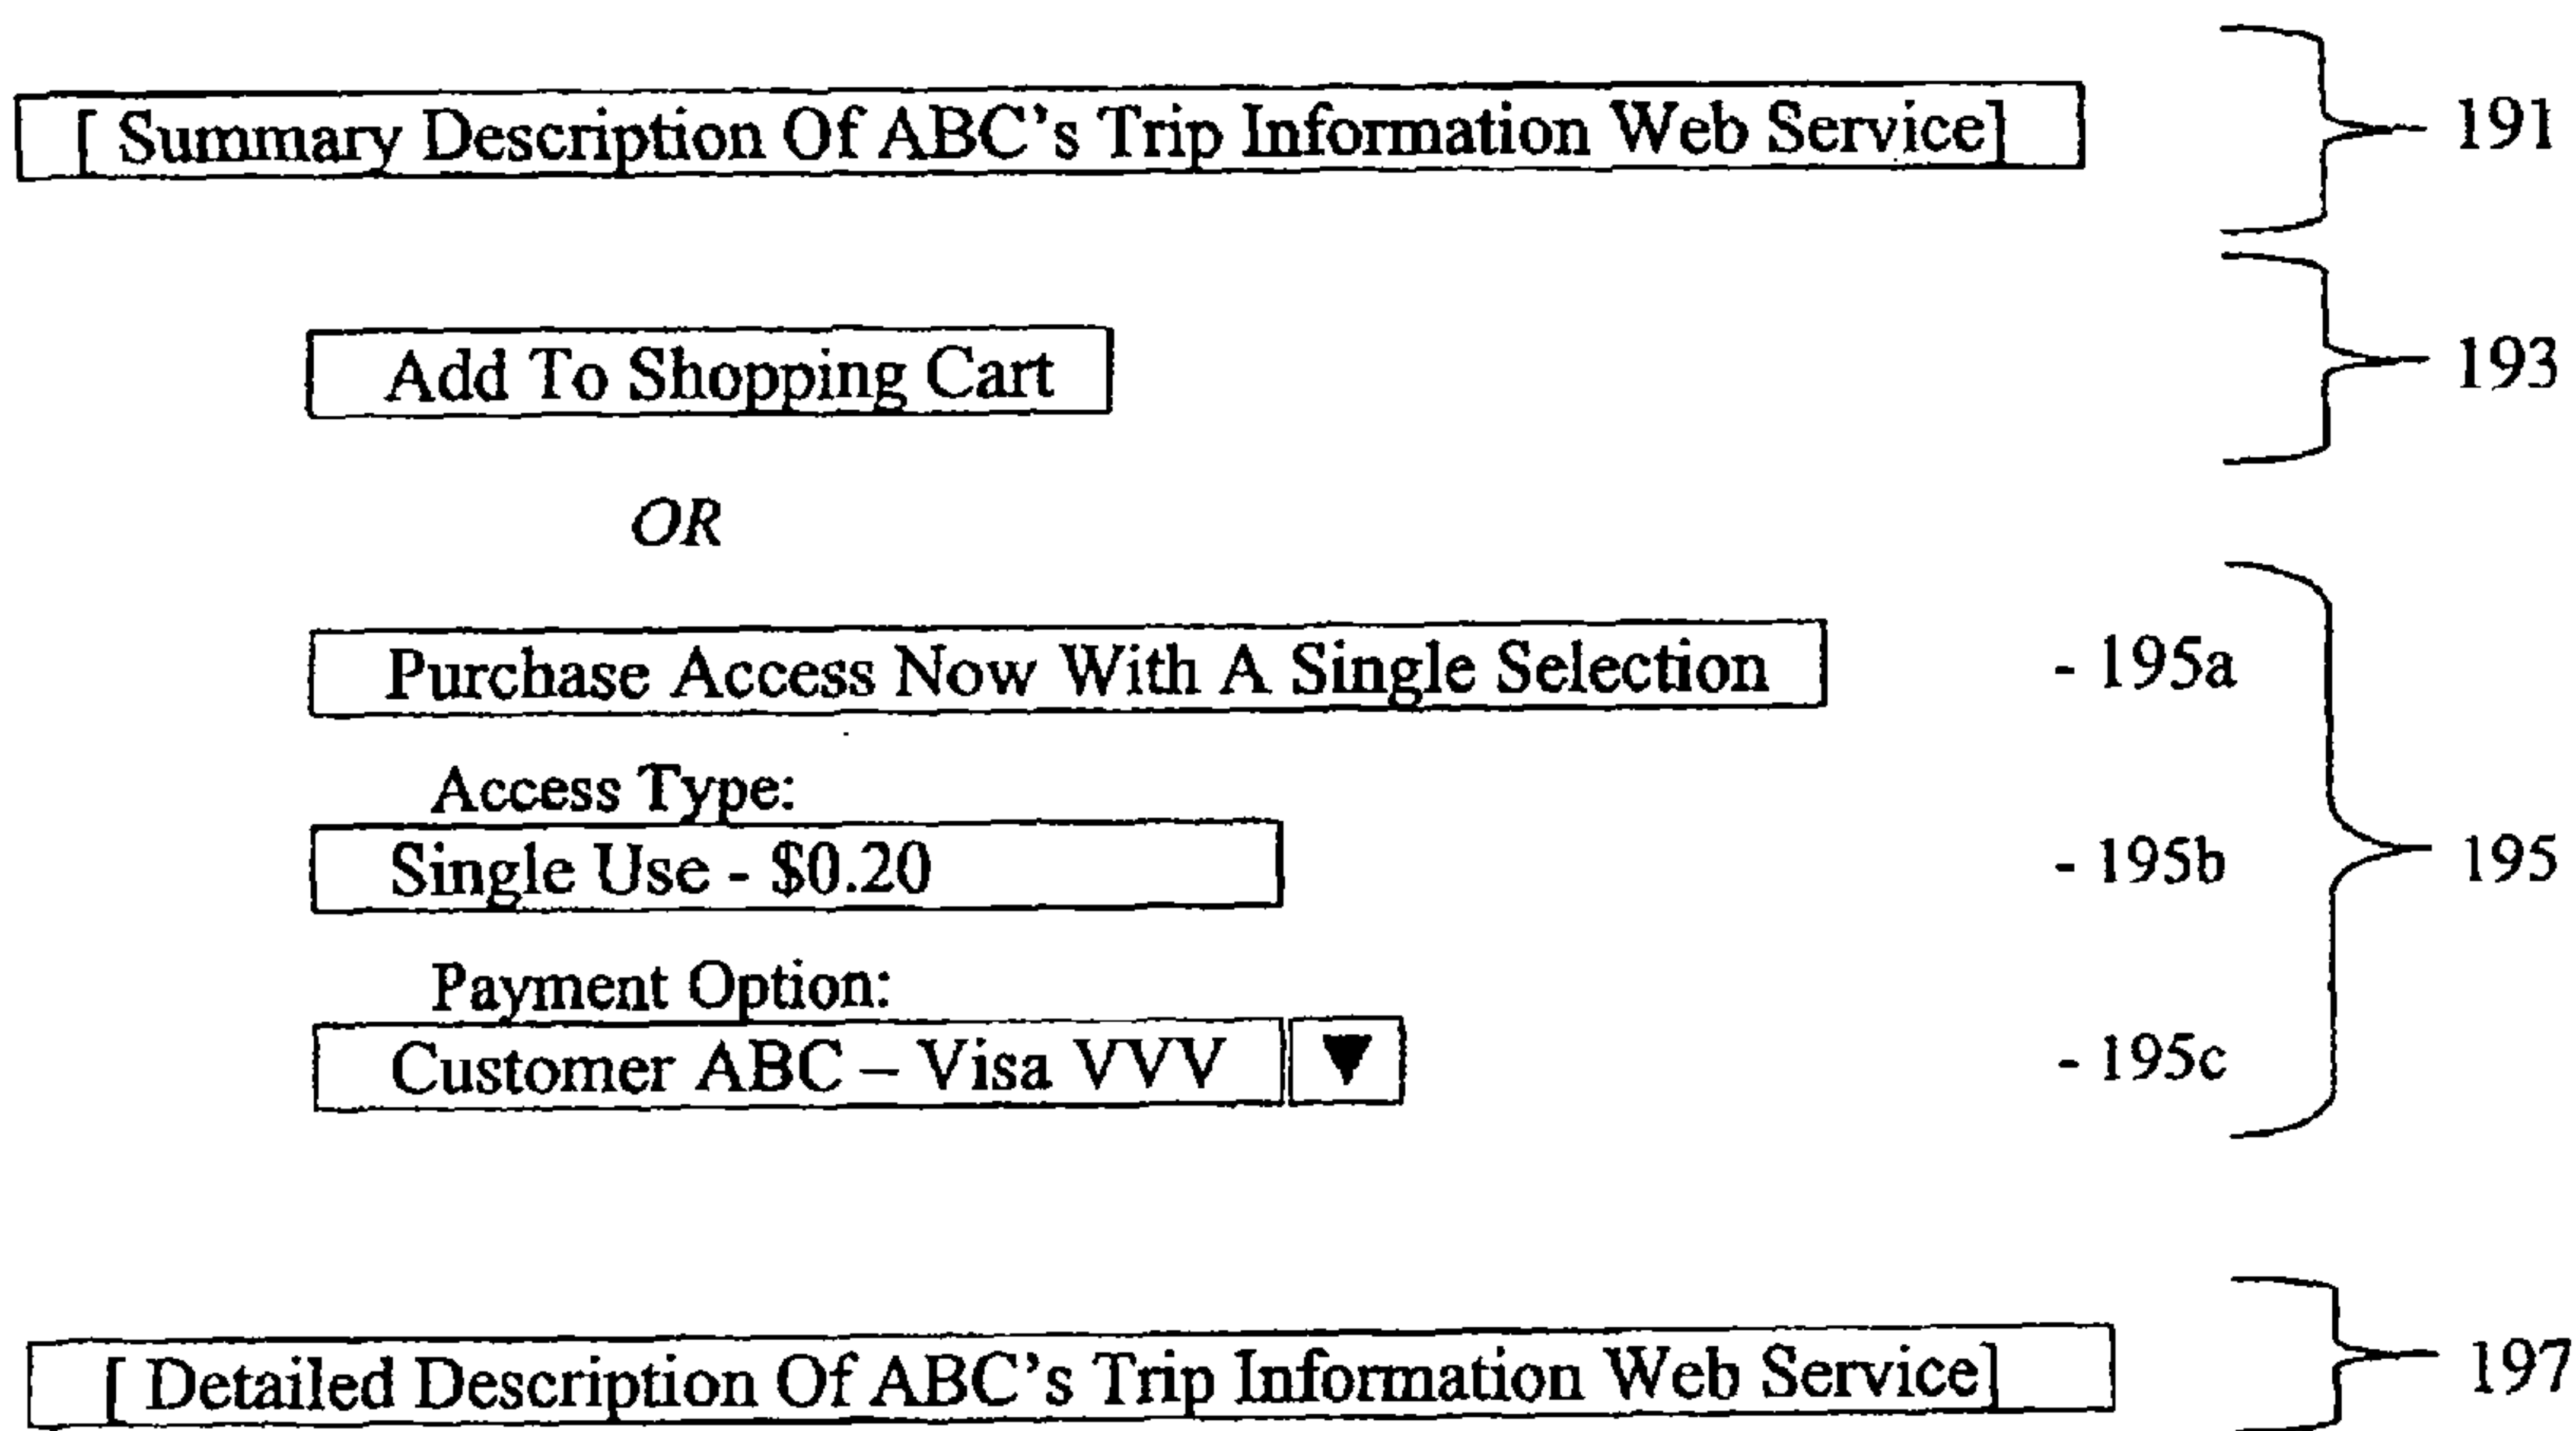 [ Summary Description Of ABC's Trip Information Web Service] 191
Add To Shopping Cart 193
OR
Purchase Access Now With A Single Selection - 195a
Access Type:
Single Use - $0.20 - 195b 195
Payment Option:
Customer ABC – Visa VVV ▼ - 195c
[ Detailed Description Of ABC's Trip Information Web Service] 197